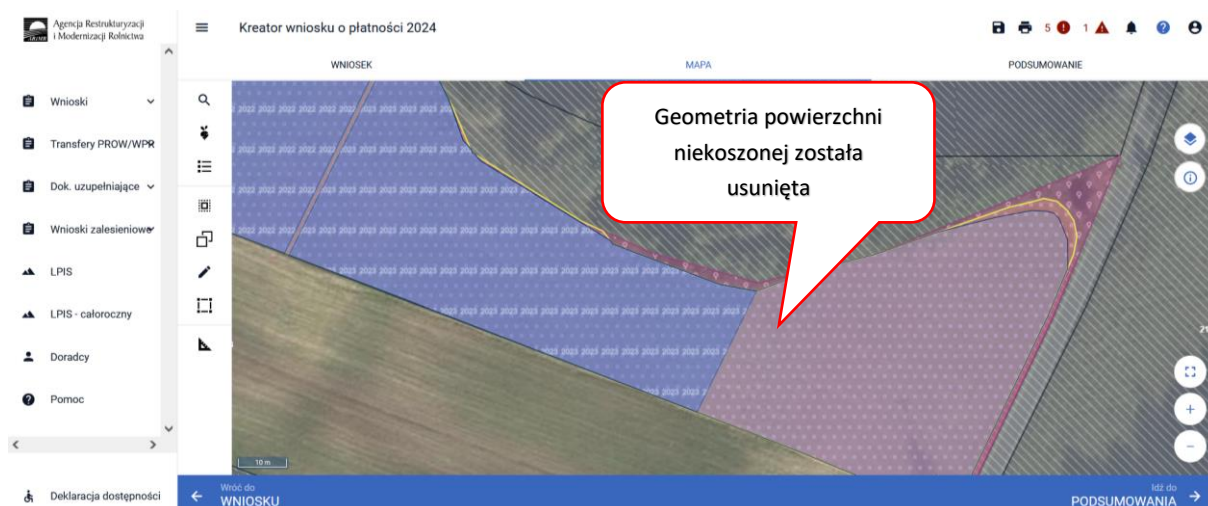 Agencja Restrukturyzacji
i Modernizacji Rolnictwa
Kreator wniosku o płatności 2024
5
1
WNIOSEK
MAPA
PODSUMOWANIE
Wnioski
Transfery PROW/WPR
Dok. uzupełniające
Wnioski zalesieniowe
LPIS
LPIS - całoroczny
Doradcy
Pomoc
Deklaracja dostępności
Geometria powierzchni
niekoszonej została
usunięta
10 m
Wróć do
WNIOSKU
Idź do
PODSUMOWANIA